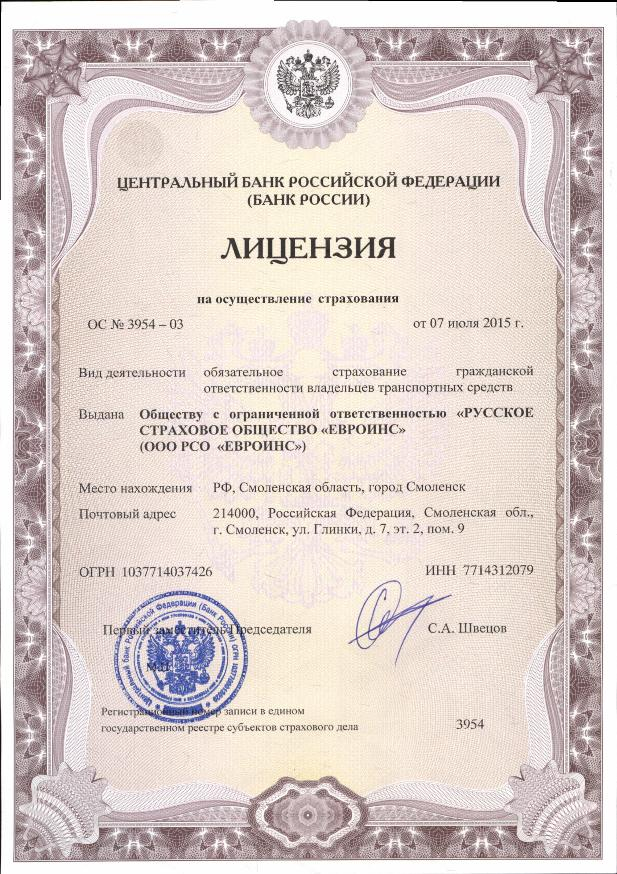 ЦЕНТРАЛЬНЫЙ БАНК РОССИЙСКОЙ ФЕДЕРАЦИИ
(БАНК РОССИИ)
ЛИЦЕНЗИЯ
на осуществление страхования
ОС № 3954 – 03 от 07 июля 2015 г.
Вид деятельности обязательное страхование гражданской
ответственности владельцев транспортных средств
Выдана Обществу с ограниченной ответственностью «РУССКОЕ
СТРАХОВОЕ ОБЩЕСТВО «ЕВРОИНС»
(ООО РСО «ЕВРОИНС»)
Место нахождения РФ, Смоленская область, город Смоленск
Почтовый адрес 214000, Российская Федерация, Смоленская обл.,
г. Смоленск, ул. Глинки, д. 7, эт. 2, пом. 9
ОГРН 1037714037426 ИНН 7714312079
Первый заместитель Председателя С.А. Швецов
М.П.
Регистрационный номер записи в едином
государственном реестре субъектов страхового дела 3954
Центральный банк Российской Федерации (Банк России)